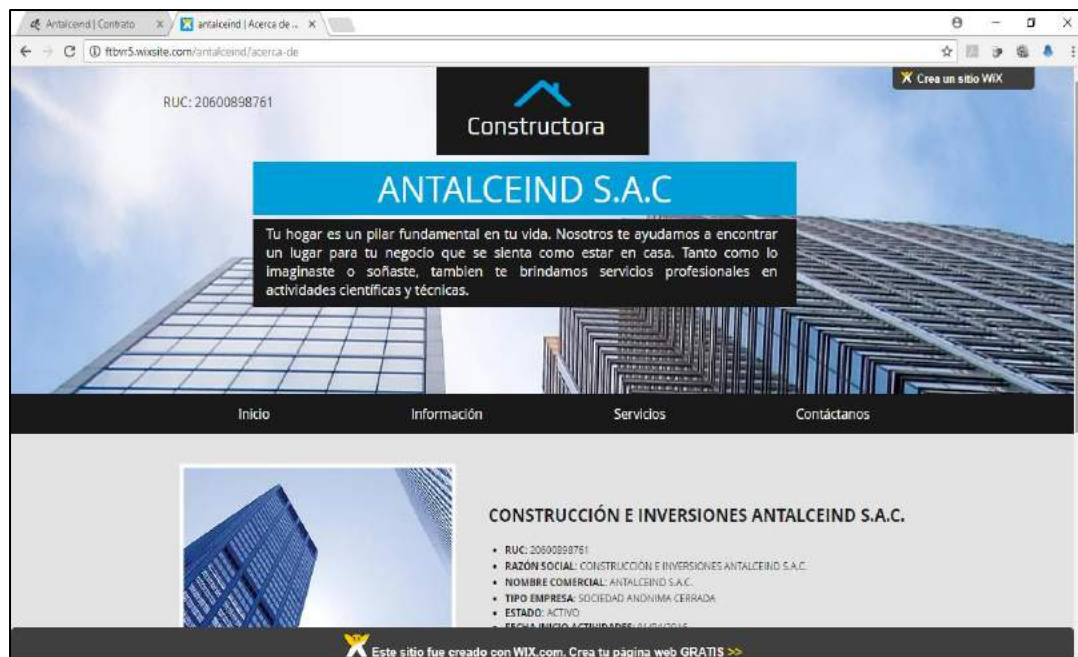 Antalceind | Contrato
antalceind | Acerca de ...
ftbvr5.wixsite.com/antalceind/acerca-de
Crea un sitio WiX
RUC: 20600898761
Constructora
ANTALCEIND S.A.C
Tu hogar es un pilar fundamental en tu vida. Nosotros te ayudamos a encontrar
un lugar para tu negocio que se sienta como estar en casa. Tanto como lo
imaginaste o soñaste, tambien te brindamos servicios profesionales en
actividades científicas y técnicas.
Inicio Información Servicios Contáctanos
CONSTRUCCIÓN E INVERSIONES ANTALCEIND S.A.C.
• RUC: 20600898761
• RAZÓN SOCIAL: CONSTRUCCIÓN E INVERSIONES ANTALCEIND S.A.C.
• NOMBRE COMERCIAL: ANTALCEIND S.A.C.
• TIPO EMPRESA: SOCIEDAD ANONIMA CERRADA
• ESTADO: ACTIVO
• FECHA INICIO ACTIVIDADES:
Este sitio fue creado con WIX.com. Crea tu página web GRATIS >>